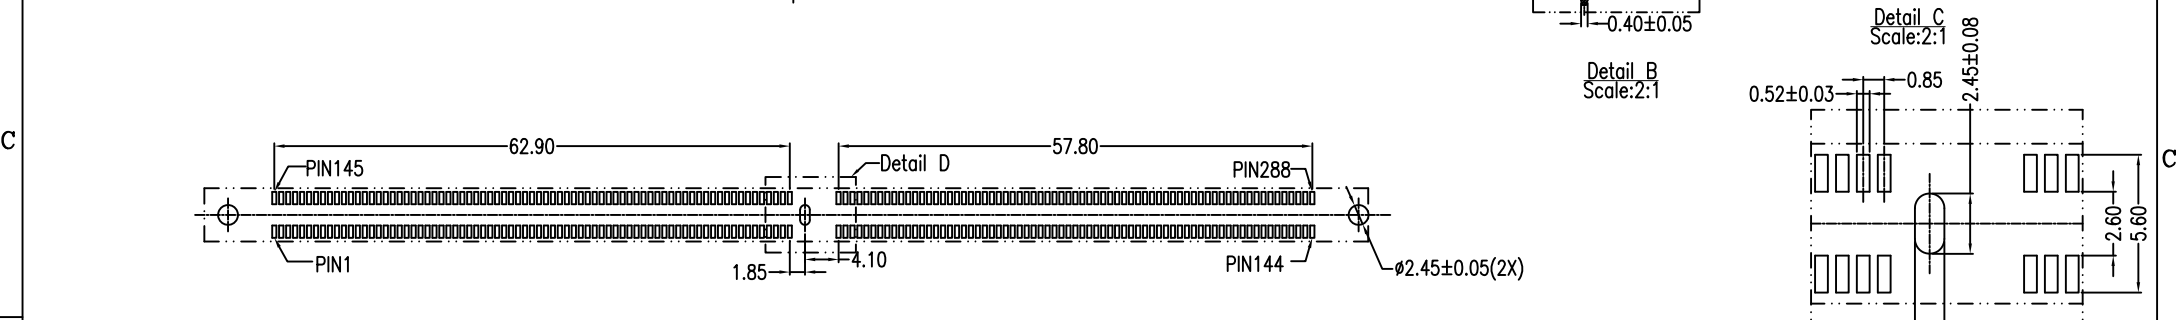 0.40±0.05
Detail B
Scale:2:1
Detail C
Scale:2:1
2.45±0.08
0.85
0.52±0.03
C
62.90
57.80
PIN145
Detail D
PIN288
PIN1
1.85
4.10
PIN144
ø2.45±0.05(2X)
2.60
5.60
C